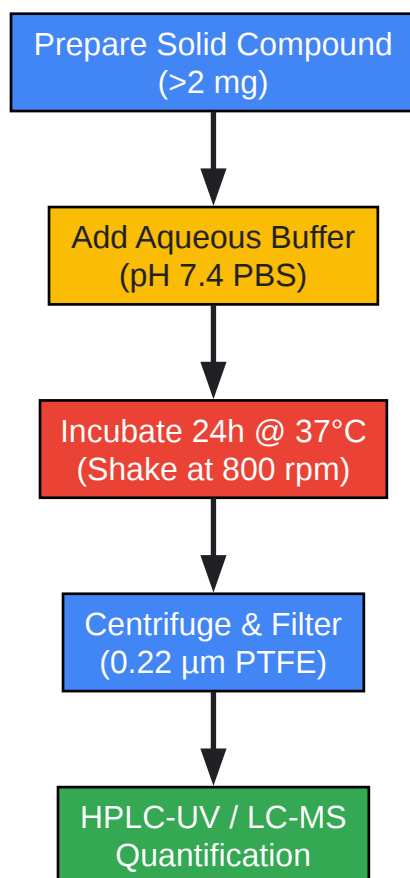 Prepare Solid Compound
(>2 mg)
Add Aqueous Buffer
(pH 7.4 PBS)
Incubate 24h @ 37°C
(Shake at 800 rpm)
Centrifuge & Filter
(0.22 µm PTFE)
HPLC-UV / LC-MS
Quantification